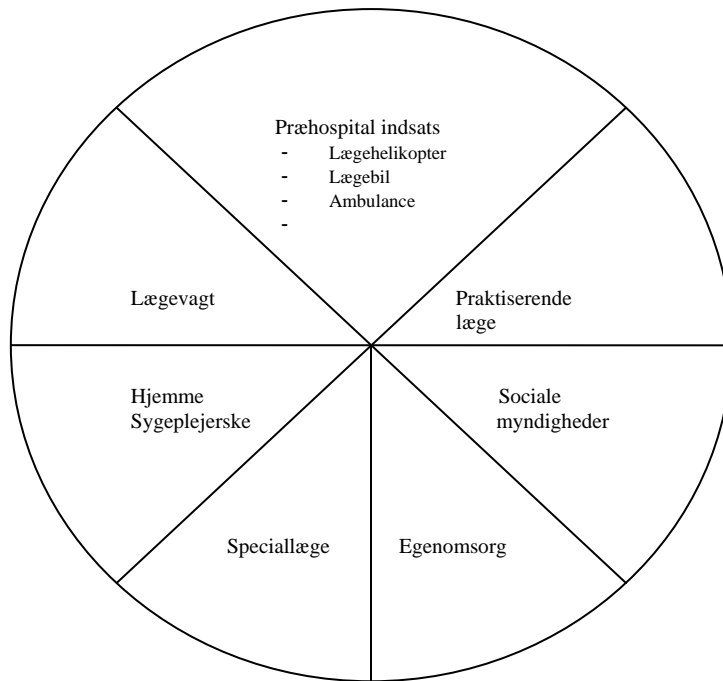 Præhospital indsats
- Lægehelikopter
- Lægebil
- Ambulance
-
Lægevagt
Praktiserende
læge
Hjemme
Sygeplejerske
Sociale
myndigheder
Speciallæge
Egenomsorg